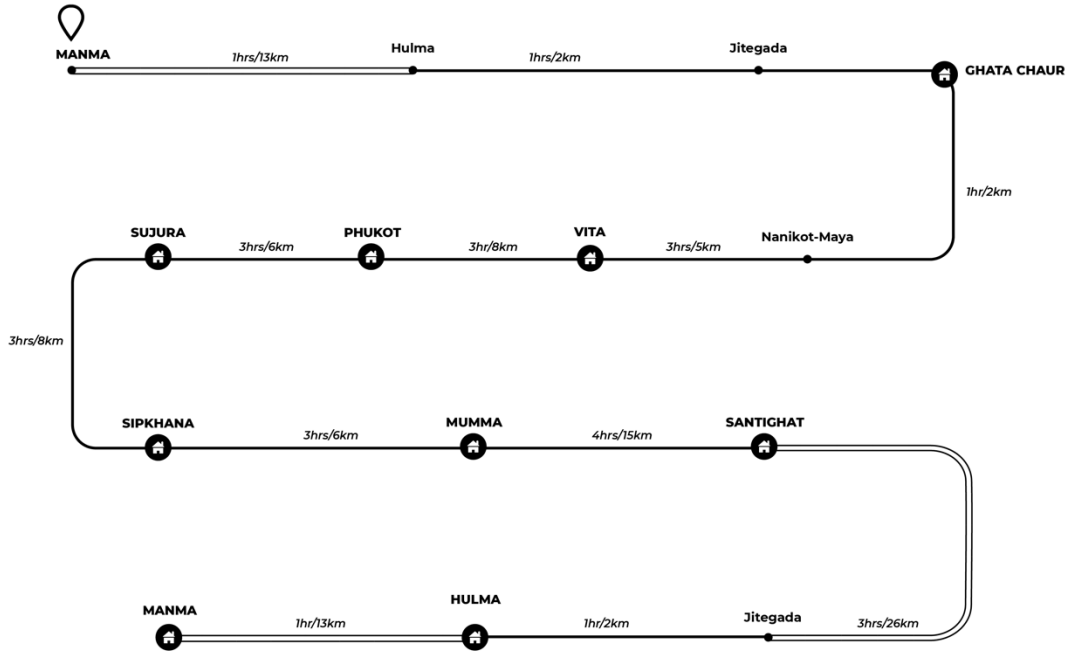 MANMA
1hrs/13km
Hulma
1hrs/2km
Jitegada
GHATA CHAUR
1hr/2km
SUJURA
3hrs/6km
PHUKOT
3hr/8km
VITA
3hrs/5km
Nanikot-Maya
3hrs/8km
SIPKHANA
3hrs/6km
MUMMA
4hrs/15km
SANTIGHAT
MANMA
1hr/13km
HULMA
1hr/2km
Jitegada
3hrs/26km